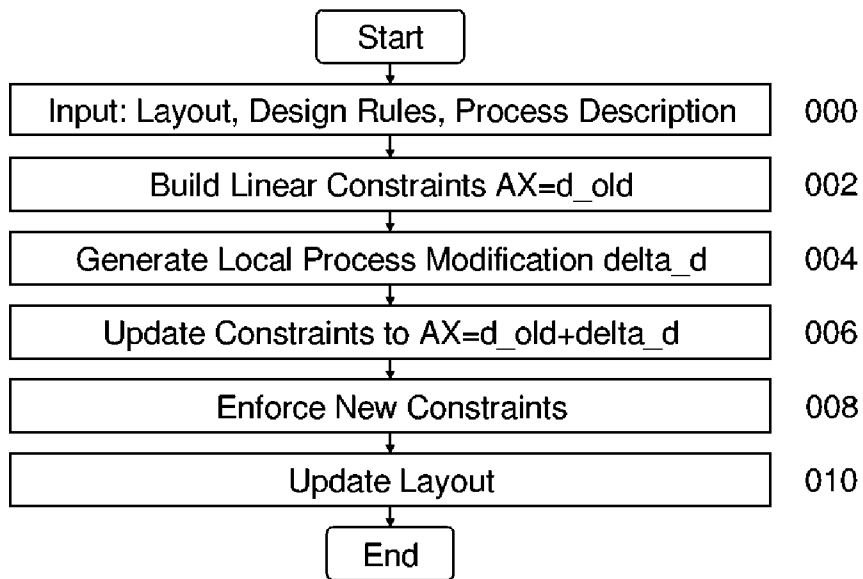 Start
Input: Layout, Design Rules, Process Description 000
Build Linear Constraints AX=d_old 002
Generate Local Process Modification delta_d 004
Update Constraints to AX=d_old+delta_d 006
Enforce New Constraints 008
Update Layout 010
End